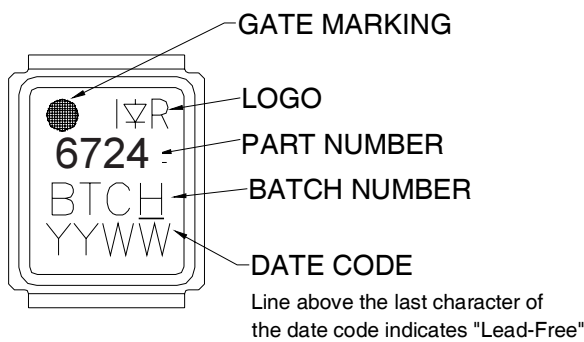 GATE MARKING
I R
LOGO
6724
PART NUMBER
BTCH
BATCH NUMBER
YYWW
DATE CODE
Line above the last character of
the date code indicates "Lead-Free"